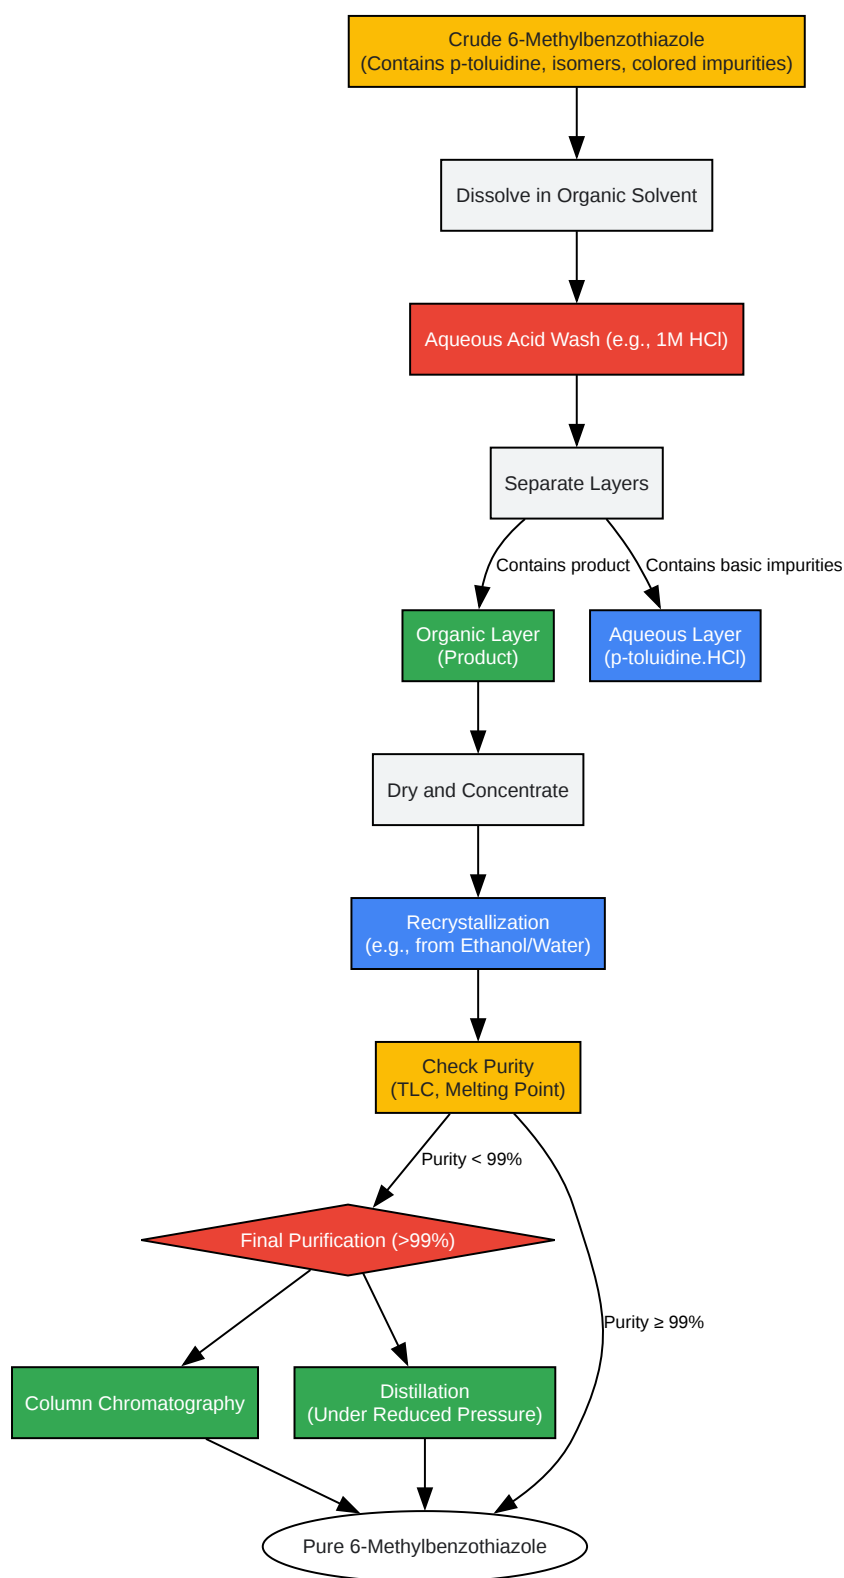 Crude 6-Methylbenzothiazole
(Contains p-toluidine, isomers, colored impurities)
Dissolve in Organic Solvent
Aqueous Acid Wash (e.g., 1M HCl)
Separate Layers
Contains product
Contains basic impurities
Organic Layer
(Product)
Aqueous Layer
(p-toluidine.HCl)
Dry and Concentrate
Recrystallization
(e.g., from Ethanol/Water)
Check Purity
(TLC, Melting Point)
Purity < 99%
Final Purification (>99%)
Purity ≥ 99%
Column Chromatography
Distillation
(Under Reduced Pressure)
Pure 6-Methylbenzothiazole